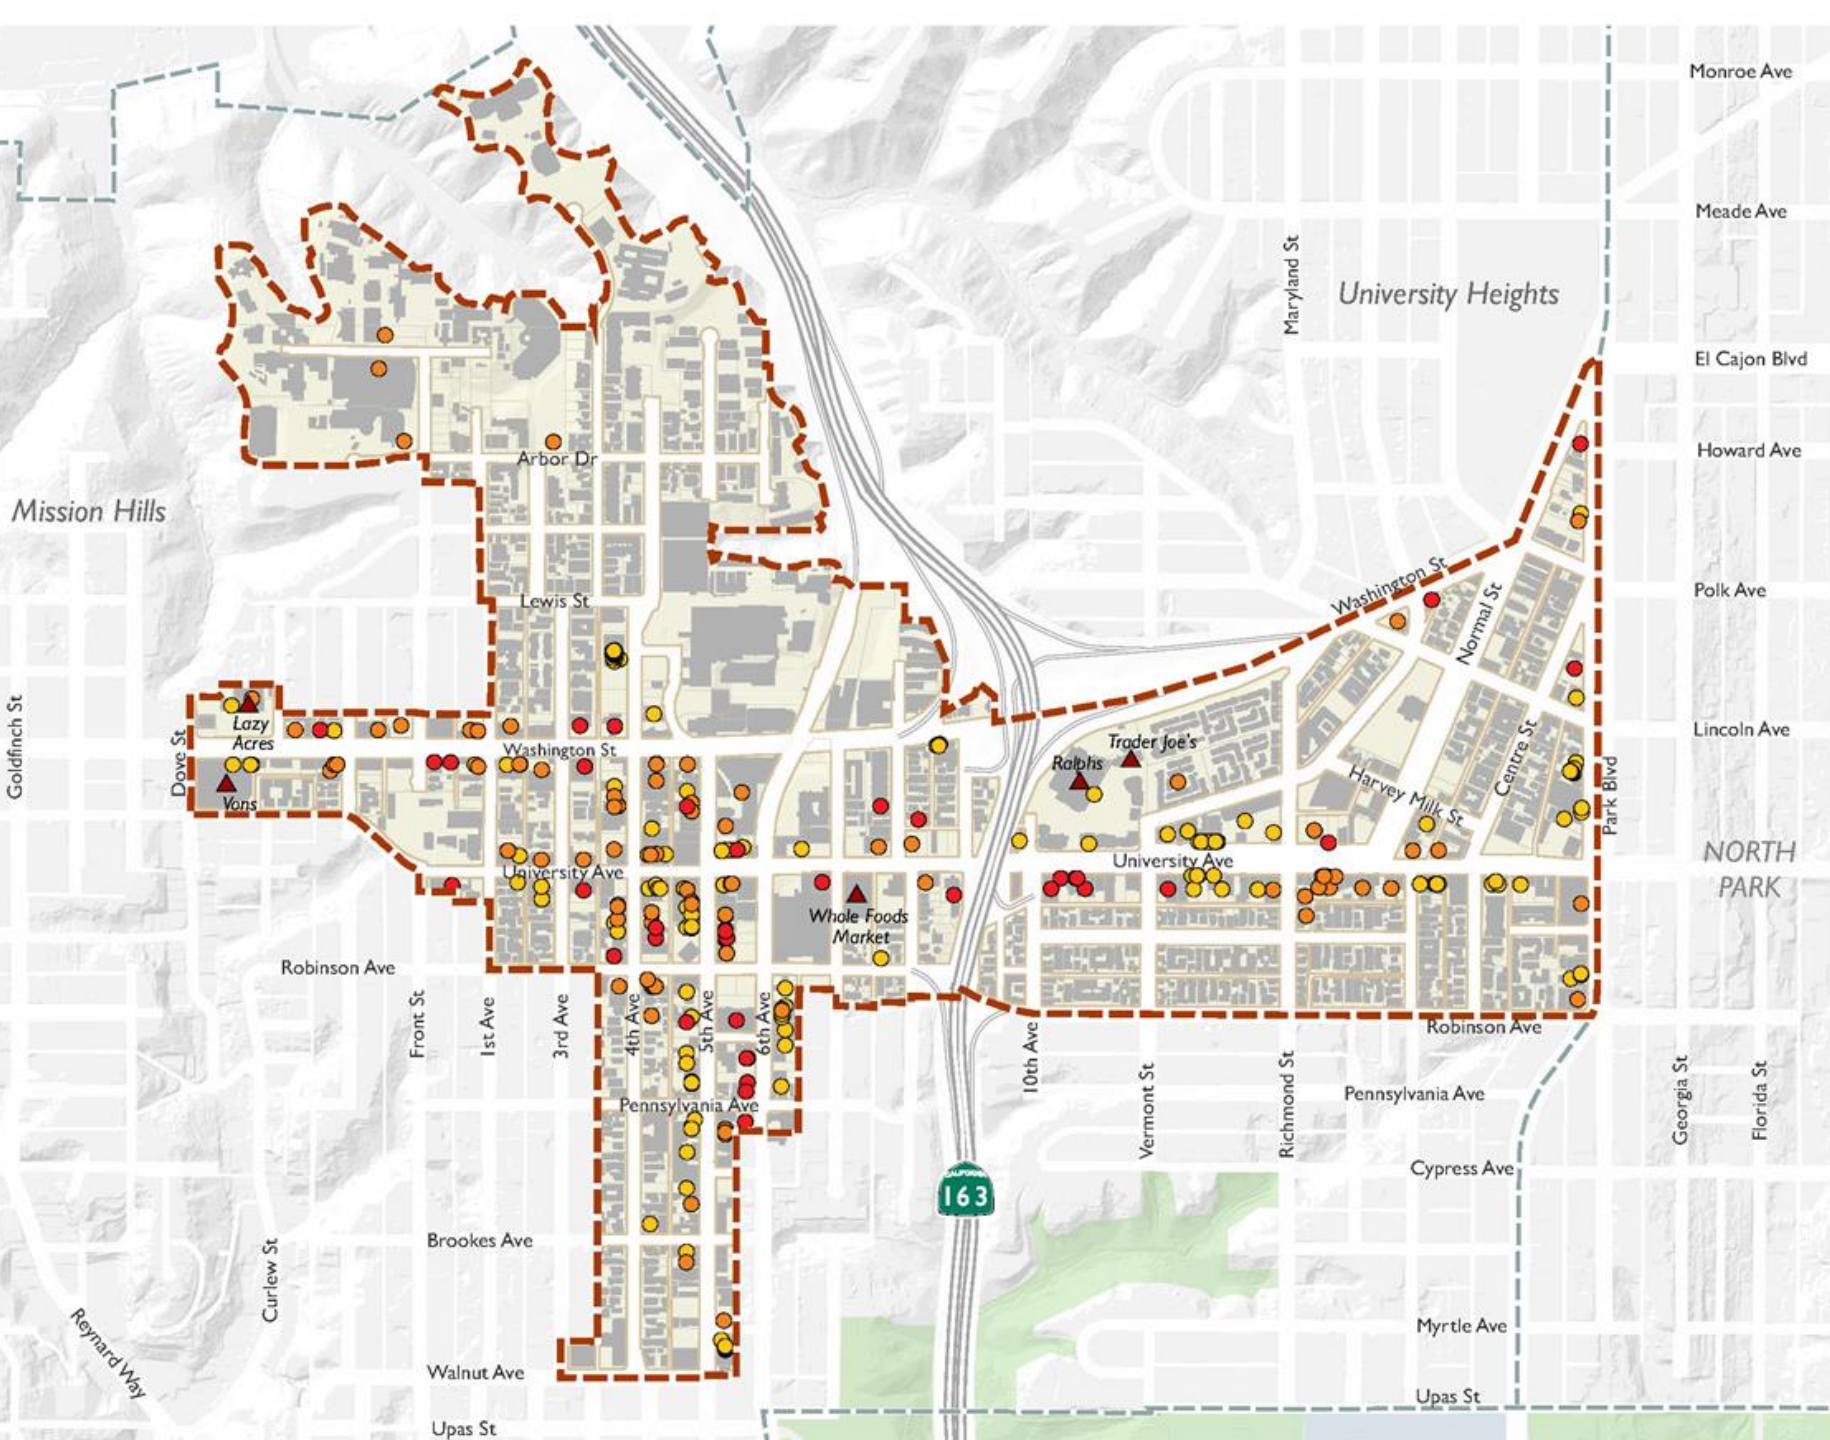 Monroe Ave
Meade Ave
Maryland St
University Heights
El Cajon Blvd
Howard Ave
Arbor Dr
Mission Hills
Washington St
Polk Ave
Lewis St
Normal St
Goldfinch St
Lazy
Acres
Dove St
Washington St
Vons
Trader Joe's
Ralphs
Lincoln Ave
Centre St
Harvey Milk St
Park Blvd
University Ave
University Ave
NORTH
PARK
Whole Foods
Market
Robinson Ave
Front St
1st Ave
3rd Ave
4th Ave
5th Ave
6th Ave
10th Ave
Robinson Ave
Vermont St
Richmond St
Georgia St
Florida St
Pennsylvania Ave
Pennsylvania Ave
Cypress Ave
CALIFORNIA
163
Brookes Ave
Curlew St
Reynard Way
Myrtle Ave
Walnut Ave
Upas St
Upas St